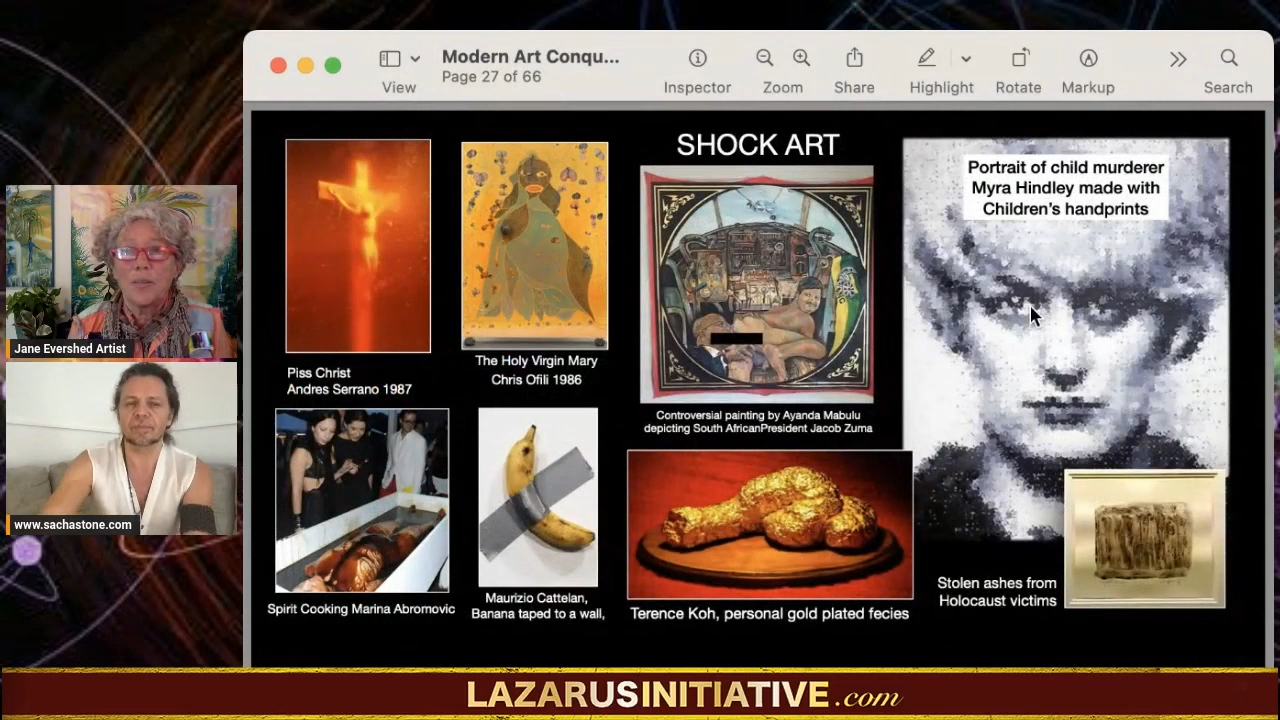 Modern Art Conqu...
Page 27 of 66
View
Inspector
Zoom
Share
Highlight
Rotate
Markup
Search
SHOCK ART
Portrait of child murderer
Myra Hindley made with
Children's handprints
Jane Evershed Artist
Piss Christ
Andres Serrano 1987
The Holy Virgin Mary
Chris Ofili 1986
Controversial painting by Ayanda Mabulu
depicting South AfricanPresident Jacob Zuma
www.sachastone.com
Spirit Cooking Marina Abromovic
Maurizio Cattelan,
Banana taped to a wall,
Terence Koh, personal gold plated fecies
Stolen ashes from
Holocaust victims
LAZARUSINITIATIVE.com